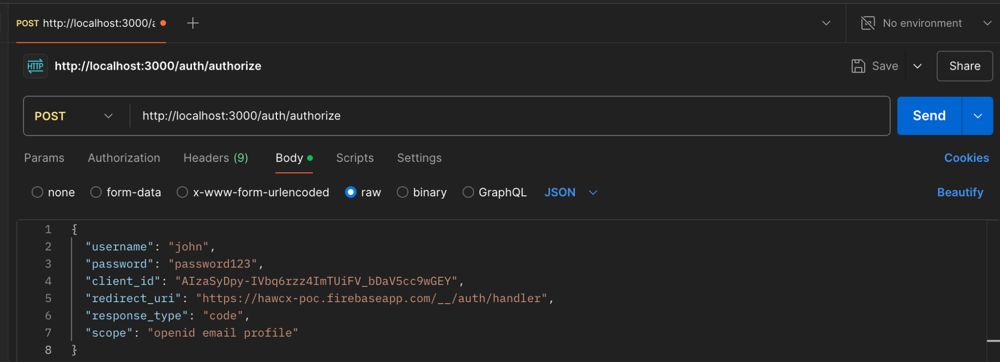 POST http://localhost:3000/a
No environment
HTTP http://localhost:3000/auth/authorize
Save
Share
POST
http://localhost:3000/auth/authorize
Send
Params Authorization Headers (9) Body Scripts Settings Cookies
none form-data x-www-form-urlencoded raw binary GraphQL JSON Beautify
1 {
2 "username": "john",
3 "password": "password123",
4 "client_id": "AIzaSyDpy-IVbq6rzz4ImTUiFV_bDaV5cc9wGEY",
5 "redirect_uri": "https://hawcx-poc.firebaseapp.com/__/auth/handler",
6 "response_type": "code",
7 "scope": "openid email profile"
8 }